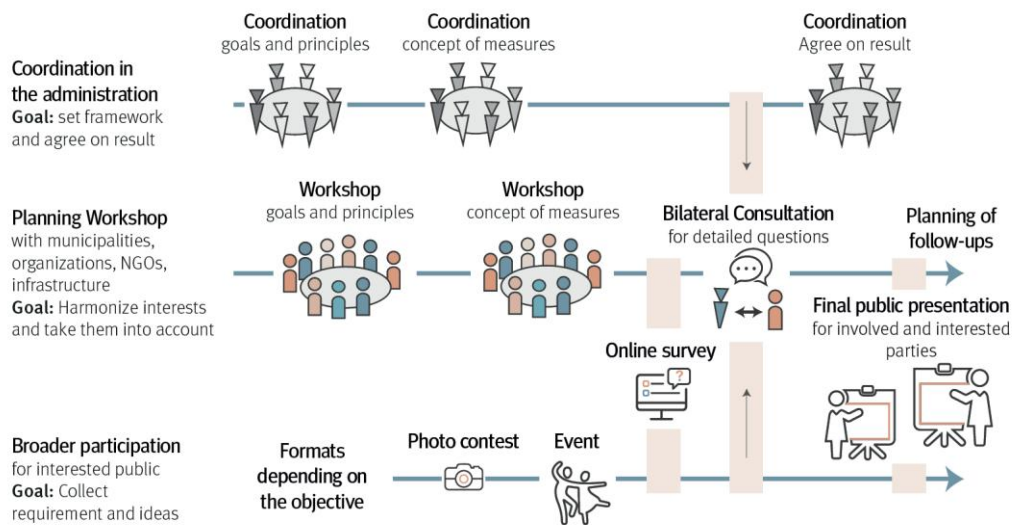 Coordination
goals and principles
Coordination
concept of measures
Coordination
Agree on result
Coordination in
the administration
Goal: set framework
and agree on result
Workshop
goals and principles
Workshop
concept of measures
Bilateral Consultation
for detailed questions
Planning of
follow-ups
Planning Workshop
with municipalities,
organizations, NGOs,
infrastructure
Goal: Harmonize interests
and take them into account
Final public presentation
for involved and interested
parties
Online survey
?
Broader participation
for interested public
Goal: Collect
requirement and ideas
Formats
depending on
the objective
Photo contest
Event